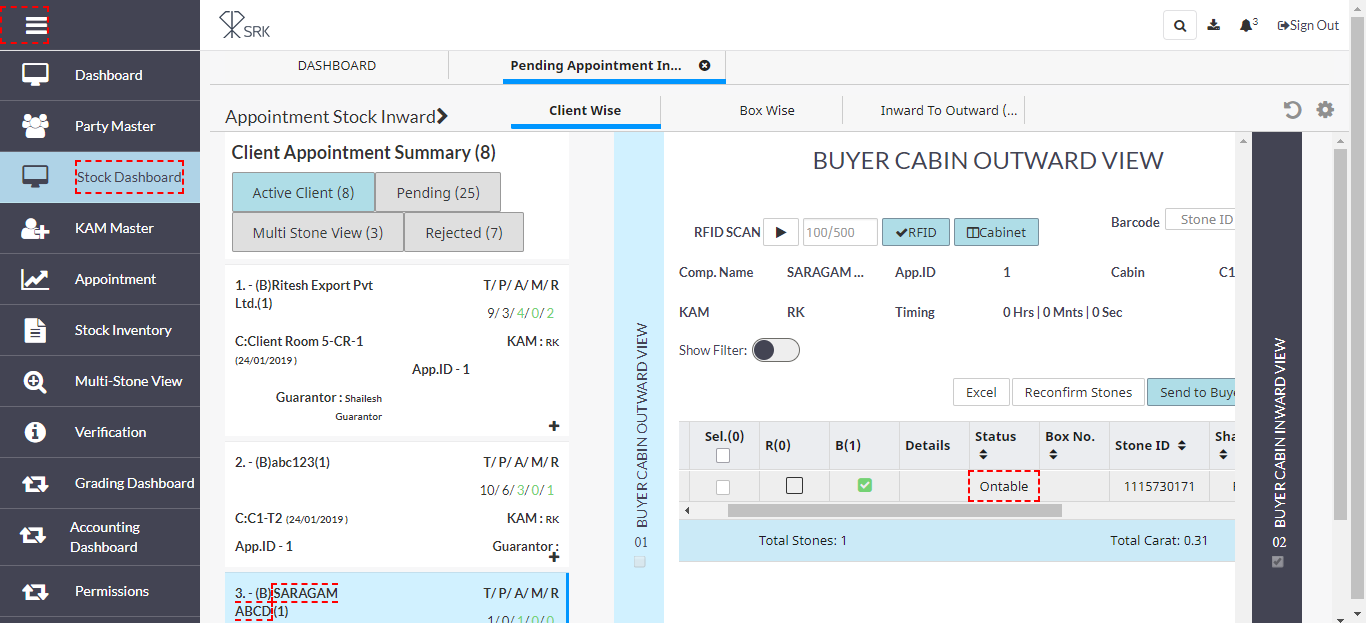 SRK
3
Sign Out
Dashboard
Party Master
Stock Dashboard
KAM Master
Appointment
Stock Inventory
Multi-Stone View
Verification
Grading Dashboard
Accounting
Dashboard
Permissions
DASHBOARD
Pending Appointment In...
Appointment Stock Inward
Client Wise
Box Wise
Inward To Outward (...
Client Appointment Summary (8)
Active Client (8)
Pending (25)
Multi Stone View (3)
Rejected (7)
1. - (B)Ritesh Export Pvt
Ltd.(1)
T/ P/ A/ M/ R
9/ 3/ 4/ 0/ 2
C:Client Room 5-CR-1
(24/01/2019 )
KAM : RK
App.ID - 1
Guarantor : Shailesh
Guarantor
2. - (B)abc123(1)
T/ P/ A/ M/ R
10/ 6/ 3/ 0/ 1
C:C1-T2 (24/01/2019 )
KAM : RK
App.ID - 1
Guarantor :
3. - (B)SARAGAM
ABCD(1)
T/ P/ A/ M/ R
1/ 0/ 1/ 0/ 0
BUYER CABIN OUTWARD VIEW
01
BUYER CABIN OUTWARD VIEW
RFID SCAN
100/500
RFID
Cabinet
Barcode
Stone ID
Comp. Name
SARAGAM ...
App.ID
1
Cabin
C1
KAM
RK
Timing
0 Hrs | 0 Mnts | 0 Sec
Show Filter:
Excel
Reconfirm Stones
Send to Buye
Sel.(0)
R(0)
B(1)
Details
Status
Box No.
Stone ID
Sha
Ontable
1115730171
Total Stones: 1
Total Carat: 0.31
BUYER CABIN INWARD VIEW
02